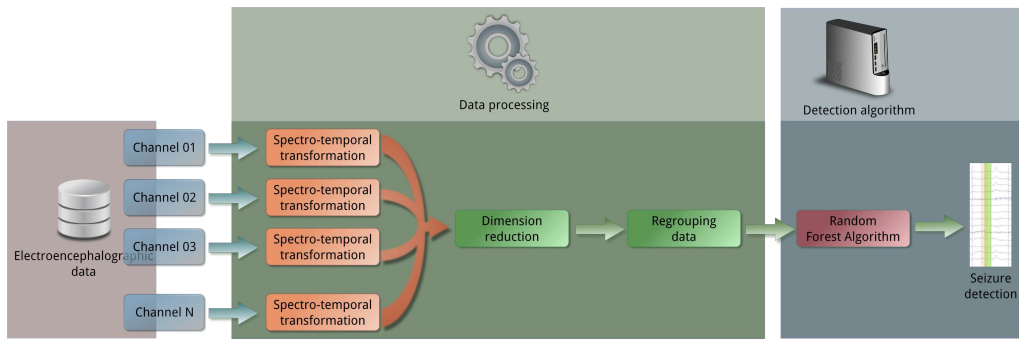 Data processing
Detection algorithm
Electroencephalographic
data
Channel 01
Channel 02
Channel 03
Channel N
Spectro-temporal
transformation
Spectro-temporal
transformation
Spectro-temporal
transformation
Spectro-temporal
transformation
Dimension
reduction
Regrouping
data
Random
Forest Algorithm
Seizure
detection